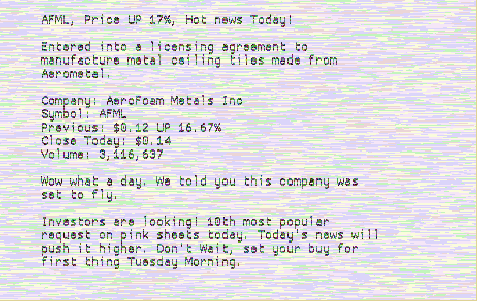 AFML, Price UP 17%, Hot news Today!
Entered into a licensing agreement to
manufacture metal ceiling tiles made from
Aerometal.
Company: AeroFoam Metals Inc
Symbol: AFML
Previous: $0.12 UP 16.67%
Close Today: $0.14
Volume: 3,116,637
Wow what a day. We told you this company was
set to fly.
Investors are looking! 10th most popular
request on pink sheets today. Today's news will
push it higher. Don't Wait, set your buy for
first thing Tuesday Morning.